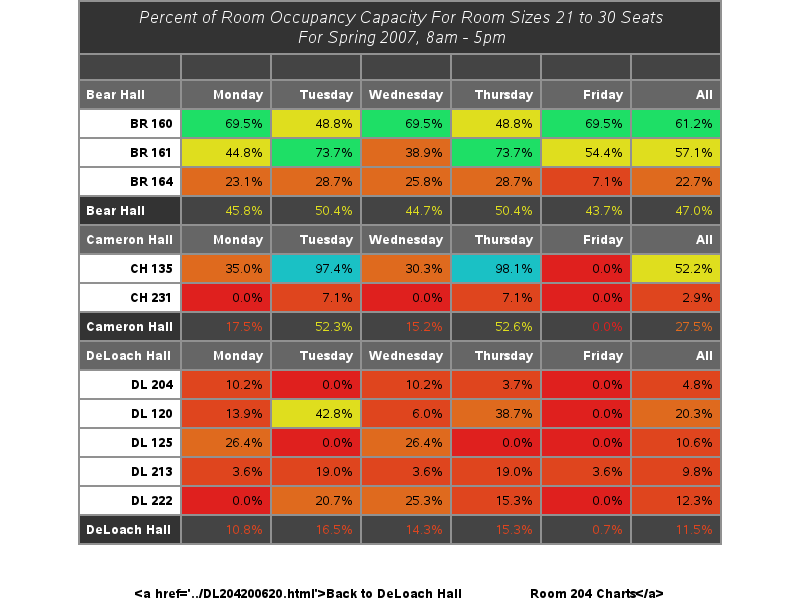 Percent of Room Occupancy Capacity For Room Sizes 21 to 30 Seats
For Spring 2007, 8am - 5pm
Bear Hall Monday Tuesday Wednesday Thursday Friday All
BR 160 69.5% 48.8% 69.5% 48.8% 69.5% 61.2%
BR 161 44.8% 73.7% 38.9% 73.7% 54.4% 57.1%
BR 164 23.1% 28.7% 25.8% 28.7% 7.1% 22.7%
Bear Hall 45.8% 50.4% 44.7% 50.4% 43.7% 47.0%
Cameron Hall Monday Tuesday Wednesday Thursday Friday All
CH 135 35.0% 97.4% 30.3% 98.1% 0.0% 52.2%
CH 231 0.0% 7.1% 0.0% 7.1% 0.0% 2.9%
Cameron Hall 17.5% 52.3% 15.2% 52.6% 0.0% 27.5%
DeLoach Hall Monday Tuesday Wednesday Thursday Friday All
DL 204 10.2% 0.0% 10.2% 3.7% 0.0% 4.8%
DL 120 13.9% 42.8% 6.0% 38.7% 0.0% 20.3%
DL 125 26.4% 0.0% 26.4% 0.0% 0.0% 10.6%
DL 213 3.6% 19.0% 3.6% 19.0% 3.6% 9.8%
DL 222 0.0% 20.7% 25.3% 15.3% 0.0% 12.3%
DeLoach Hall 10.8% 16.5% 14.3% 15.3% 0.7% 11.5%
<a href='../DL204200620.html'>Back to DeLoach Hall Room 204 Charts</a>